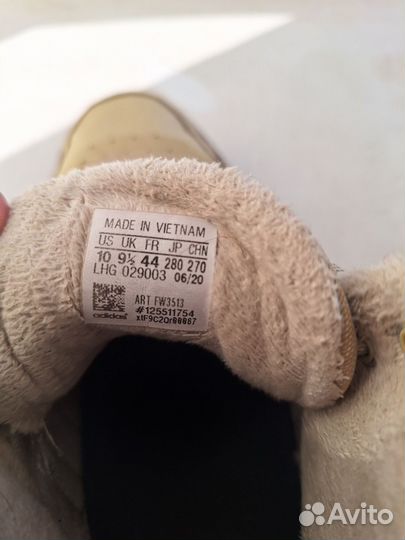 MADE IN VIETNAM
US UK FR JP CHN
10 9½ 44 280 270
LHG 029003 06/20
ART FW3513
#125511754
adidas
Avito